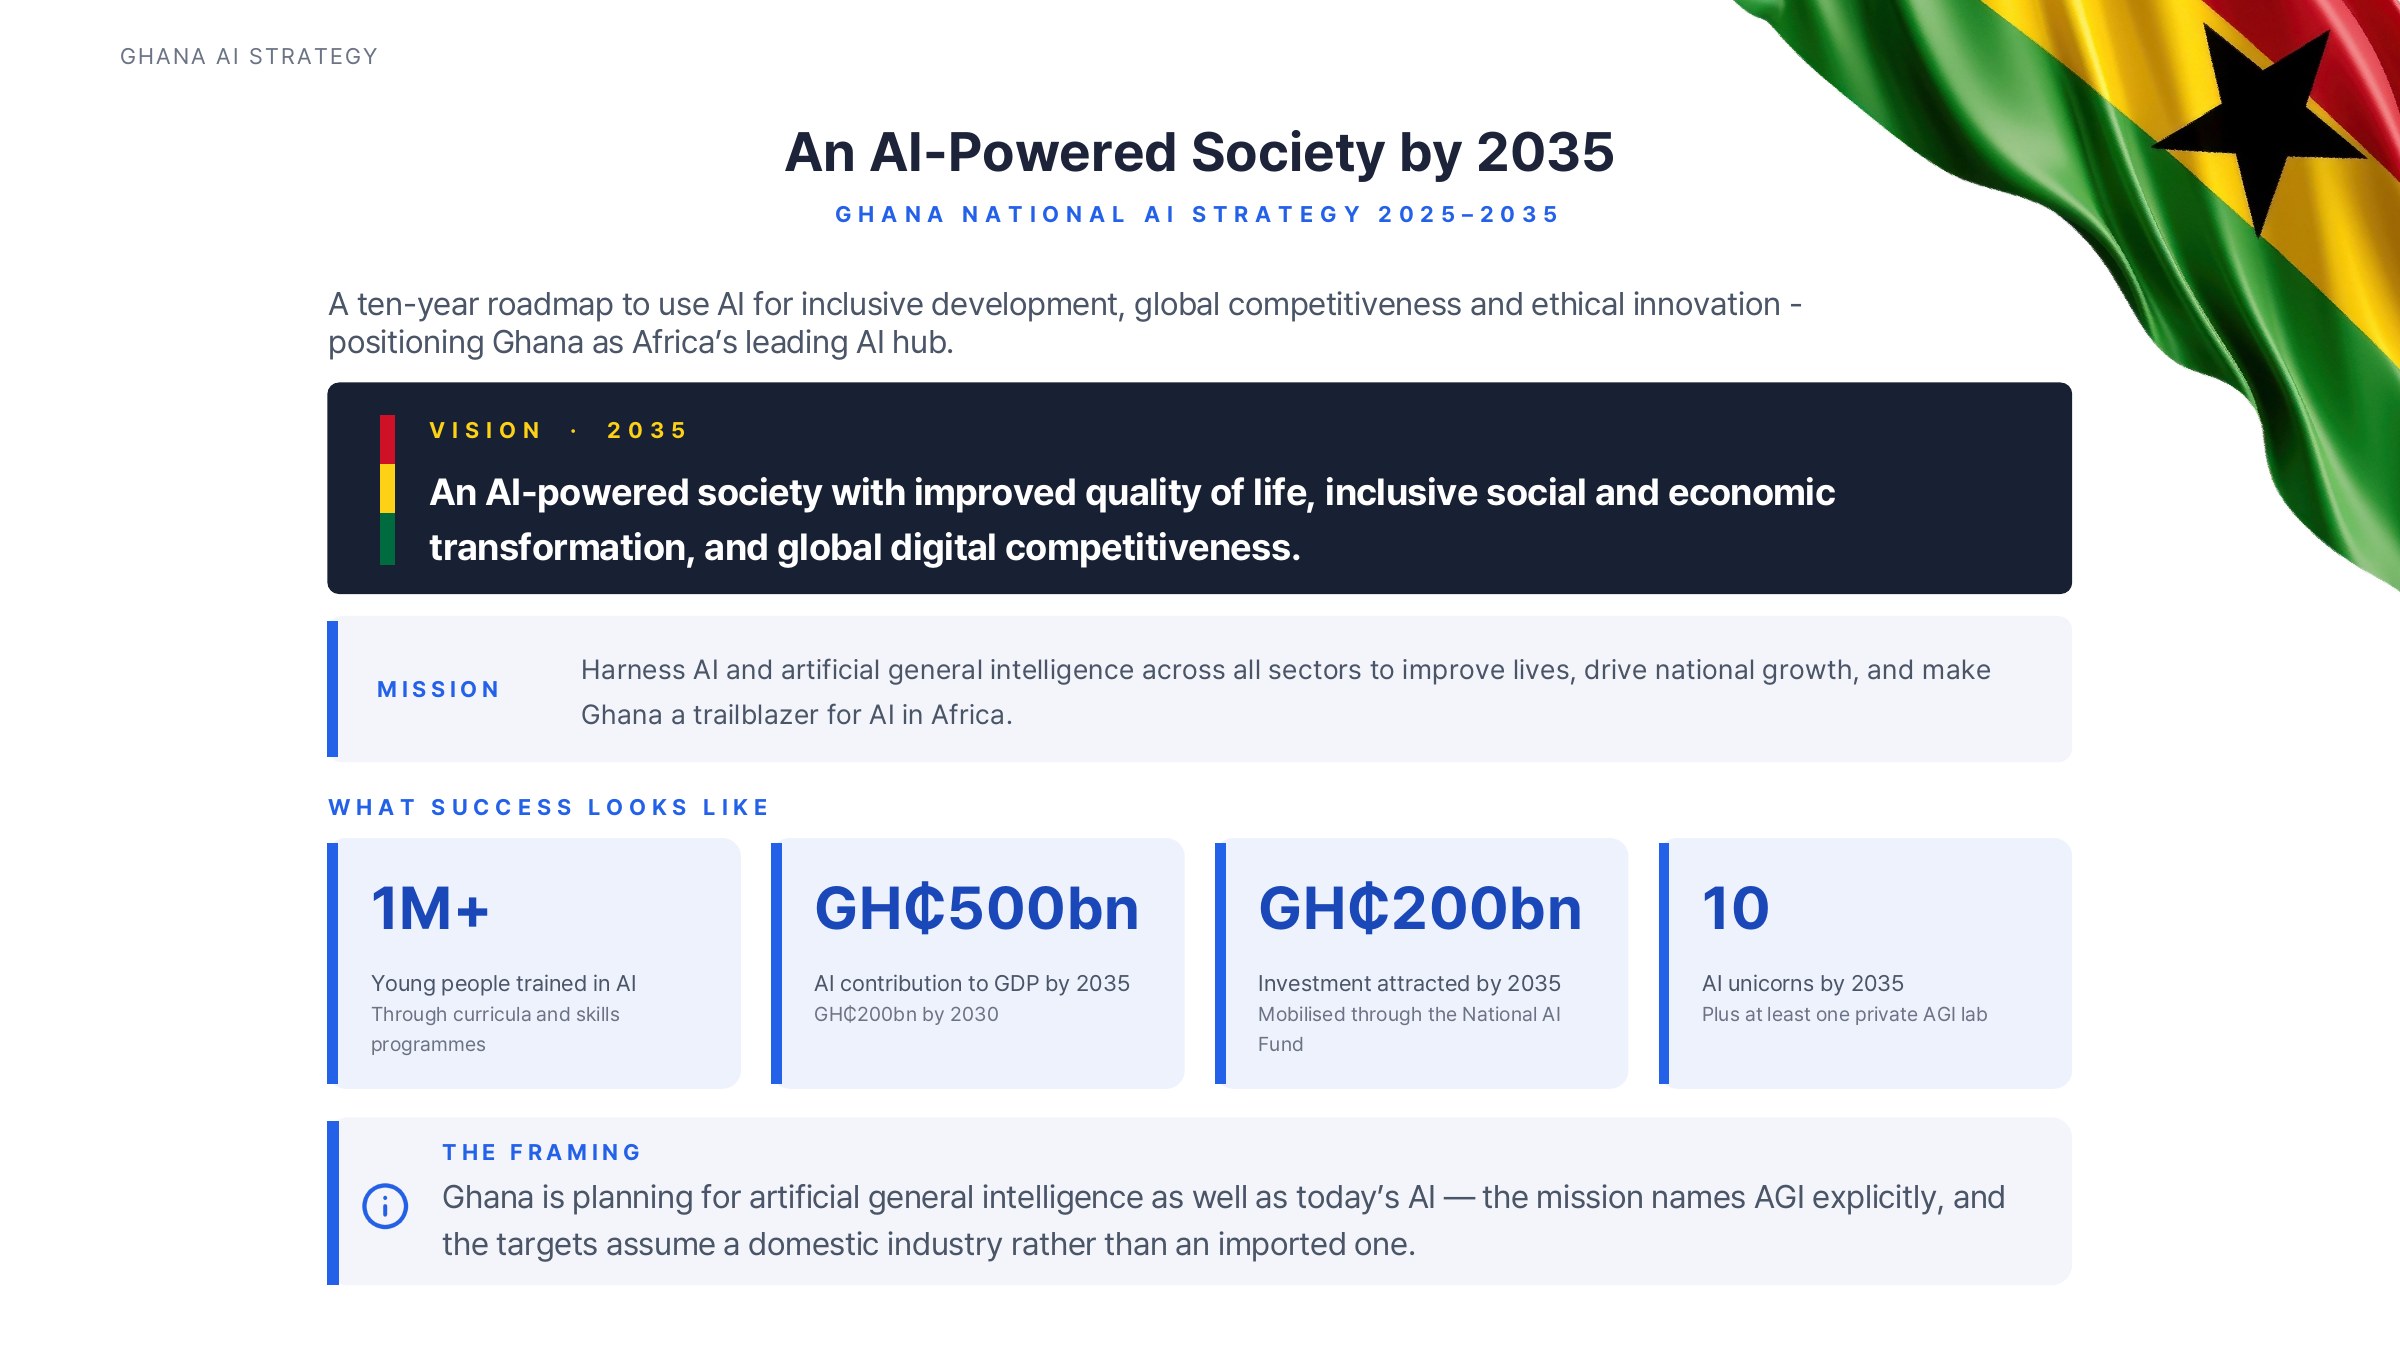 GHANA AI STRATEGY
An AI-Powered Society by 2035
GHANA NATIONAL AI STRATEGY 2025–2035
A ten-year roadmap to use AI for inclusive development, global competitiveness and ethical innovation -
positioning Ghana as Africa’s leading AI hub.
VISION · 2035
An AI-powered society with improved quality of life, inclusive social and economic
transformation, and global digital competitiveness.
MISSION
Harness AI and artificial general intelligence across all sectors to improve lives, drive national growth, and make
Ghana a trailblazer for AI in Africa.
WHAT SUCCESS LOOKS LIKE
1M+
Young people trained in AI
Through curricula and skills
programmes
GH₵500bn
AI contribution to GDP by 2035
GH₵200bn by 2030
GH₵200bn
Investment attracted by 2035
Mobilised through the National AI
Fund
10
AI unicorns by 2035
Plus at least one private AGI lab
THE FRAMING
Ghana is planning for artificial general intelligence as well as today’s AI — the mission names AGI explicitly, and
the targets assume a domestic industry rather than an imported one.